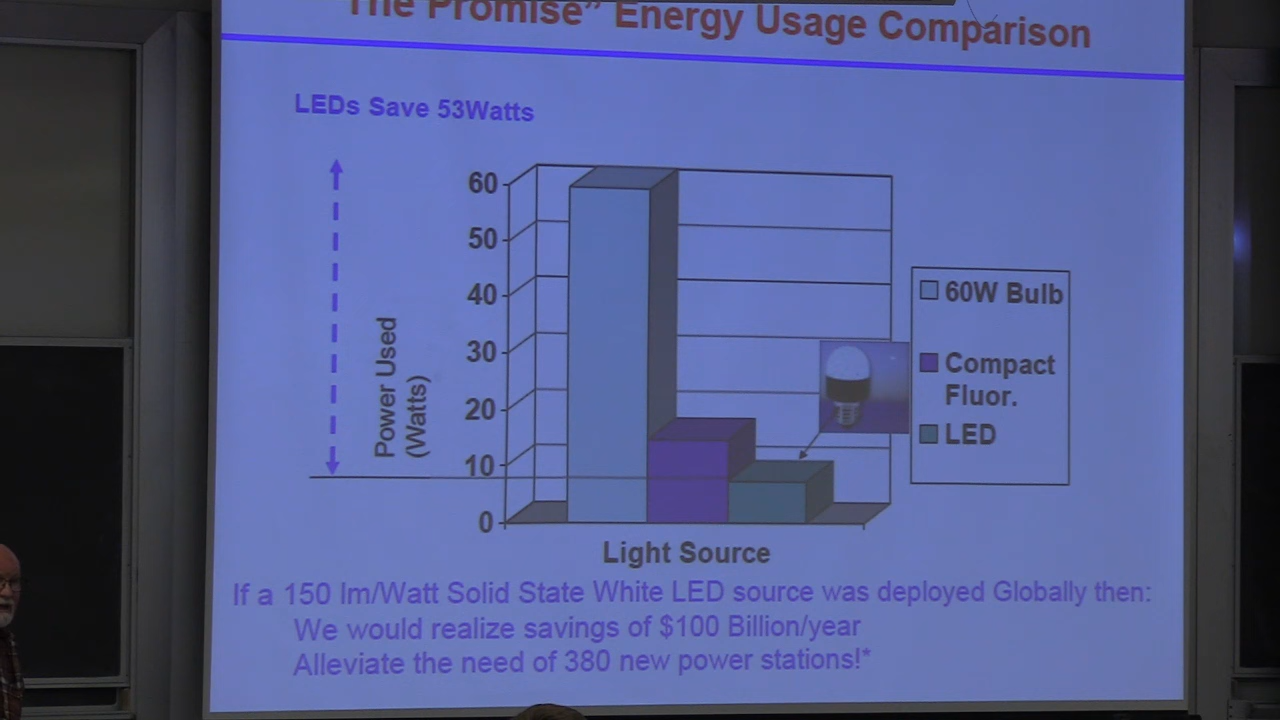 "The Promise" Energy Usage Comparison
LEDs Save 53Watts
60
50
40
30
20
10
0
Power Used
(Watts)
Light Source
60W Bulb
Compact
Fluor.
LED
If a 150 lm/Watt Solid State White LED source was deployed Globally then:
We would realize savings of $100 Billion/year
Alleviate the need of 380 new power stations!*